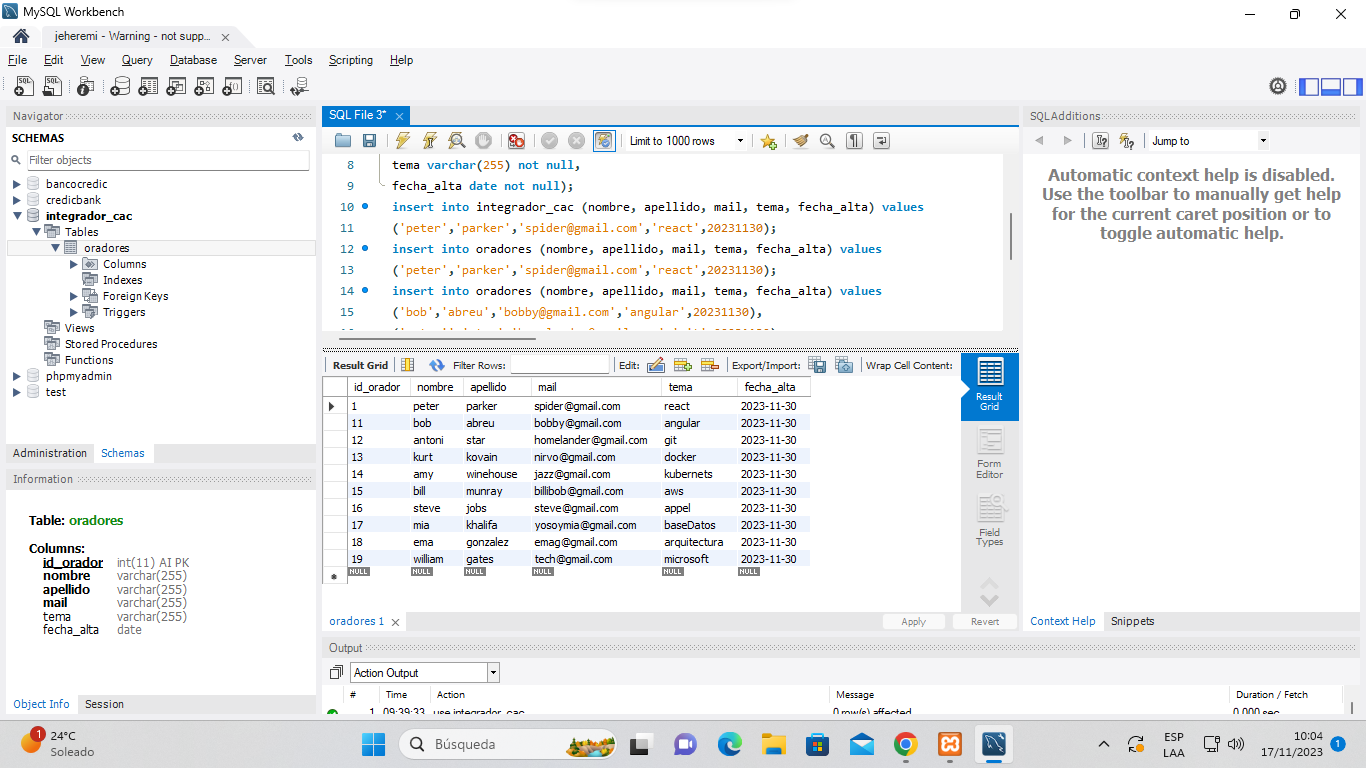 MySQL Workbench
jeheremi - Warning - not supp...
File Edit View Query Database Server Tools Scripting Help
Navigator
SCHEMAS
Filter objects
bancocredic
credicbank
integrador_cac
Tables
oradores
Columns
Indexes
Foreign Keys
Triggers
Views
Stored Procedures
Functions
phpmyadmin
test
Administration Schemas
Information
Table: oradores
Columns:
id_orador int(11) AI PK
nombre varchar(255)
apellido varchar(255)
mail varchar(255)
tema varchar(255)
fecha_alta date
Object Info Session
SQL File 3*
Limit to 1000 rows
8 tema varchar(255) not null,
9 fecha_alta date not null);
10 insert into integrador_cac (nombre, apellido, mail, tema, fecha_alta) values
11 ('peter','parker','spider@gmail.com','react',20231130);
12 insert into oradores (nombre, apellido, mail, tema, fecha_alta) values
13 ('peter','parker','spider@gmail.com','react',20231130);
14 insert into oradores (nombre, apellido, mail, tema, fecha_alta) values
15 ('bob','abreu','bobby@gmail.com','angular',20231130),
Result Grid Filter Rows: Edit: Export/Import: Wrap Cell Content:
id_orador nombre apellido mail tema fecha_alta
1 peter parker spider@gmail.com react 2023-11-30
11 bob abreu bobby@gmail.com angular 2023-11-30
12 antoni star homelander@gmail.com git 2023-11-30
13 kurt kovain nirvo@gmail.com docker 2023-11-30
14 amy winehouse jazz@gmail.com kubernets 2023-11-30
15 bill munray billibob@gmail.com aws 2023-11-30
16 steve jobs steve@gmail.com appel 2023-11-30
17 mia khalifa yosoymia@gmail.com baseDatos 2023-11-30
18 ema gonzalez emag@gmail.com arquitectura 2023-11-30
19 william gates tech@gmail.com microsoft 2023-11-30
NULL NULL NULL NULL NULL NULL
Result
Grid
Form
Editor
Field
Types
oradores 1
Apply Revert
Output
Action Output
# Time Action Message Duration / Fetch
1 09:39:33 use integrador_cac 0 row(s) affected 0.000 sec
SQLAdditions
Jump to
Automatic context help is disabled.
Use the toolbar to manually get help
for the current caret position or to
toggle automatic help.
Context Help Snippets
1
24°C
Soleado
Búsqueda
ESP
LAA
10:04
17/11/2023
1